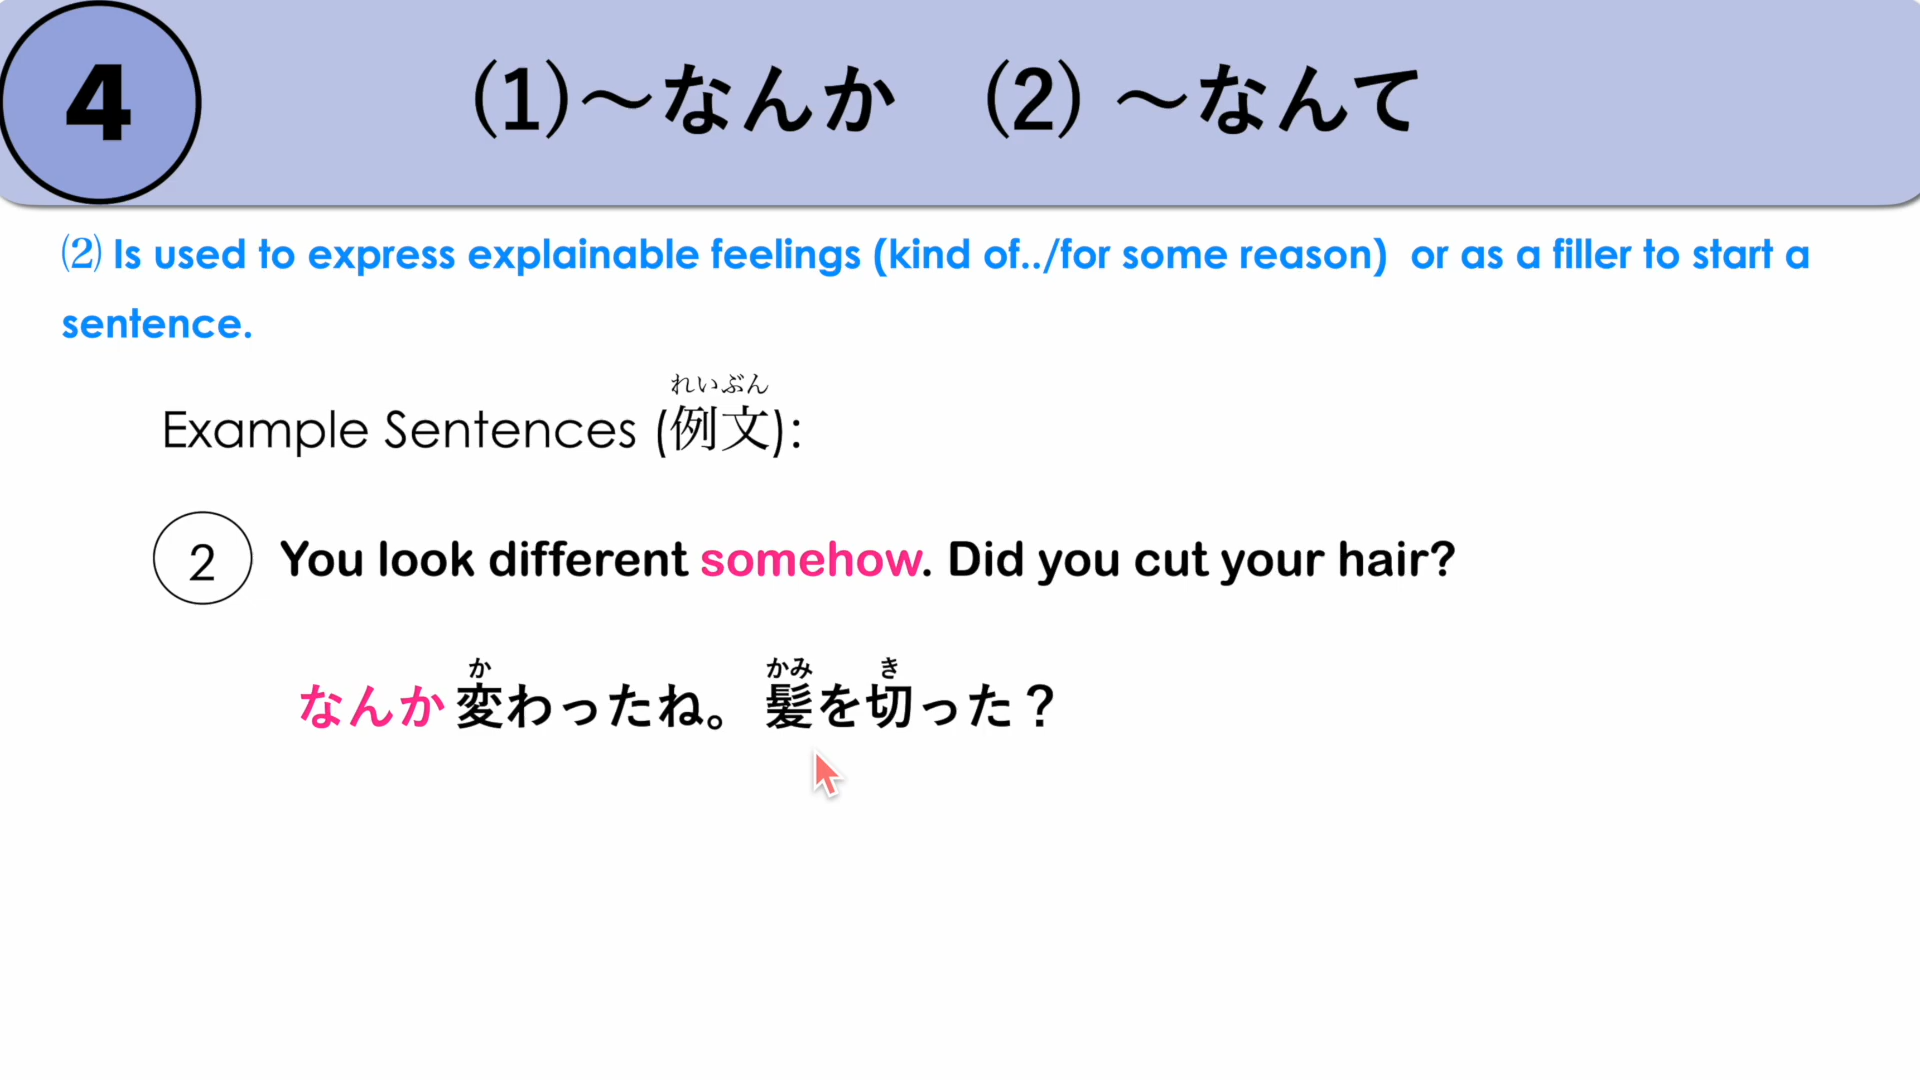 4
(1)〜なんか (2) 〜なんて
(2) Is used to express explainable feelings (kind of../for some reason) or as a filler to start a
sentence.
れいぶん
Example Sentences (例文):
2 You look different somehow. Did you cut your hair?
か かみ き
なんか 変わったね。 髪を切った？